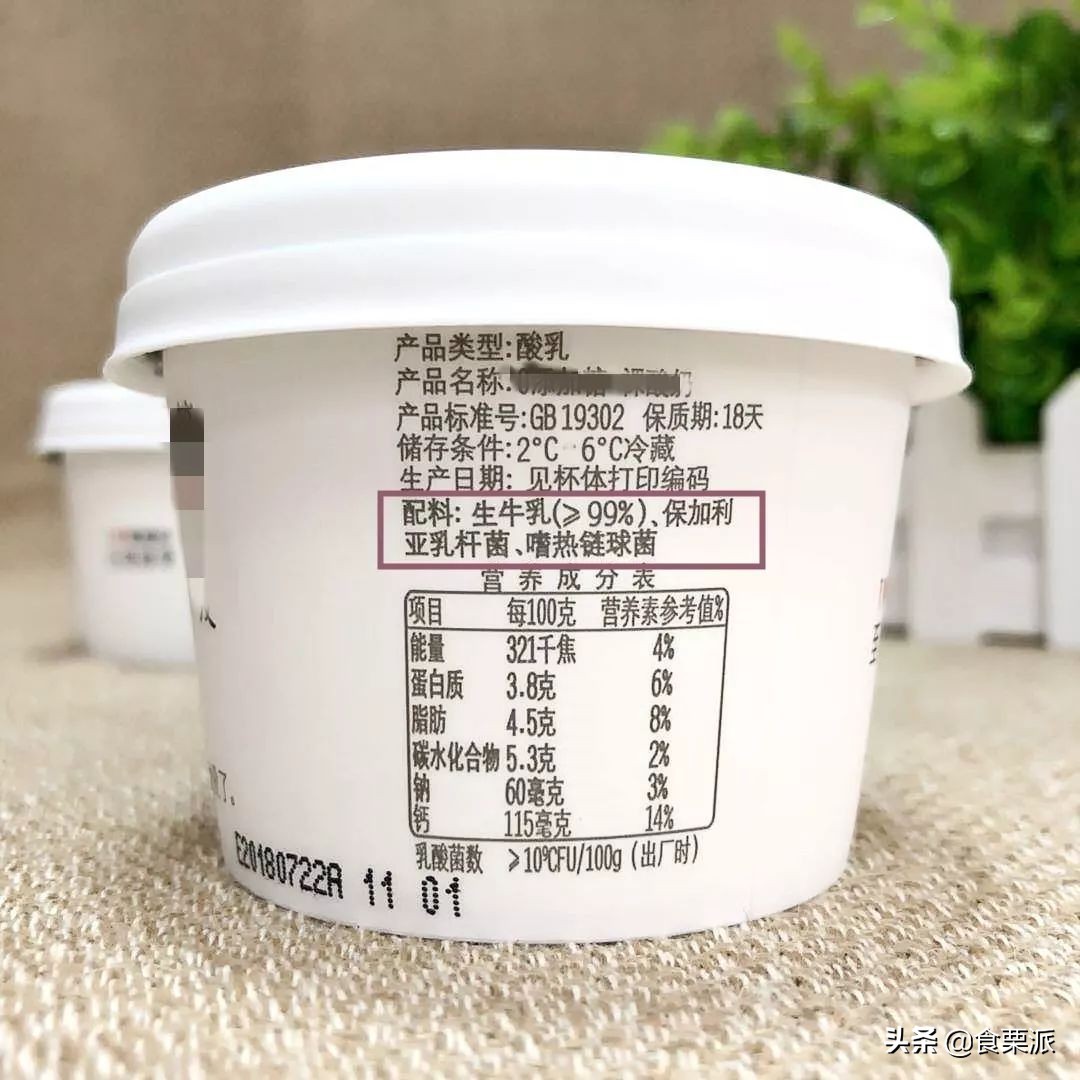 产品类型:酸乳
产品名称:
产品标准号:GB 19302 保质期:18天
储存条件:2°C-6°C冷藏
生产日期: 见杯体打印编码
配料: 生牛乳(≥99%)、保加利
亚乳杆菌、嗜热链球菌
营养成分表
项目 每100克 营养素参考值%
能量 321千焦 4%
蛋白质 3.8克 6%
脂肪 4.5克 8%
碳水化合物 5.3克 2%
钠 60毫克 3%
钙 115毫克 14%
乳酸菌数 ≥10⁹CFU/100g (出厂时)
了。
E20180722A 11 01
头条 @食栗派